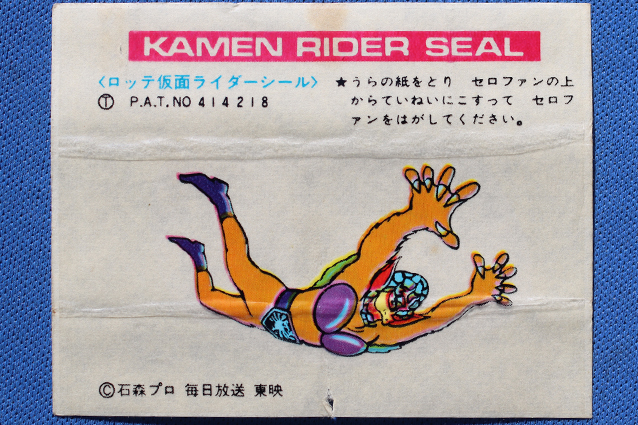 KAMEN RIDER SEAL
〈ロッテ仮面ライダーシール〉
Ⓣ P.A.T.NO 414218
★うらの紙をとり セロファンの上
からていねいにこすって セロフ
ァンをはがしてください。
©石森プロ 毎日放送 東映